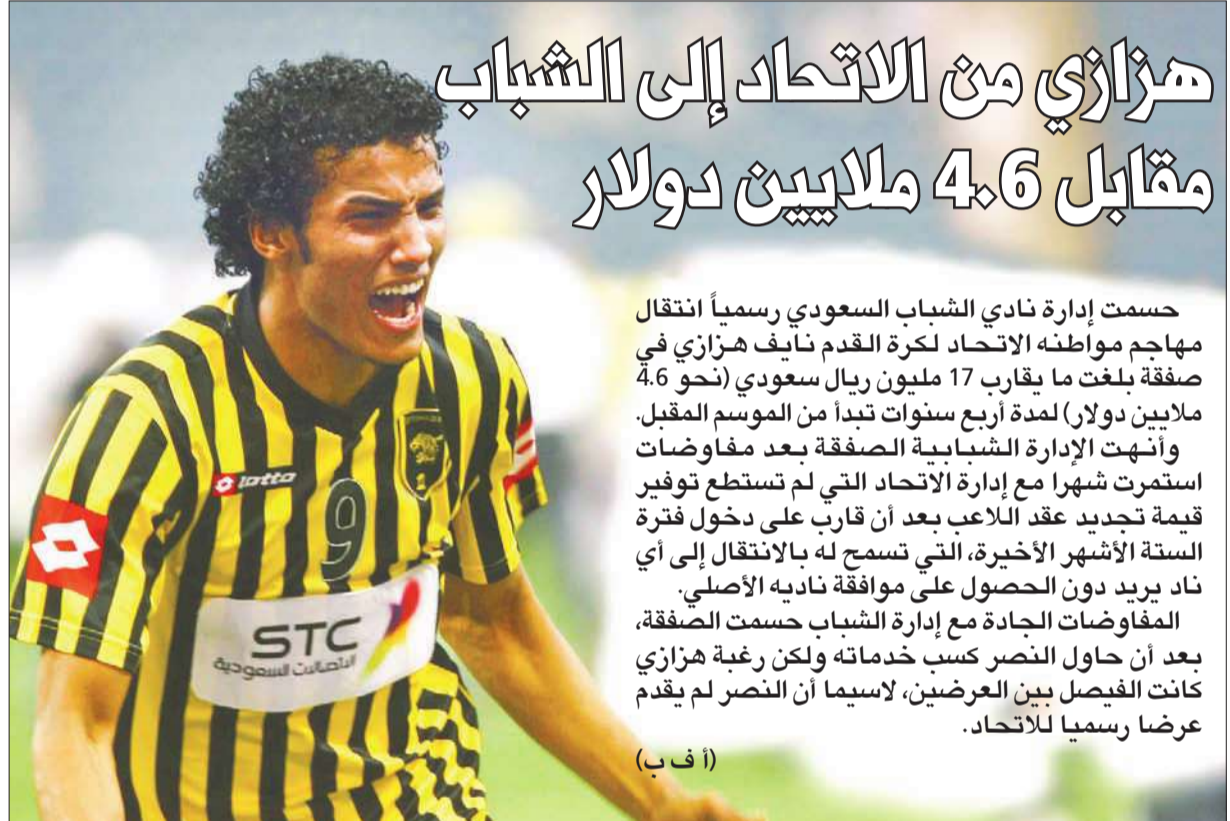 هزازي من الاتحاد إلى الشباب
مقابل 4.6 ملايين دولار
حسمت إدارة نادي الشباب السعودي رسمياً انتقال
مهاجم مواطنه الاتحاد لكرة القدم نايف هزازي في
صفقة بلغت ما يقارب 17 مليون ريال سعودي (نحو 4.6
ملايين دولار) لمدة أربع سنوات تبدأ من الموسم المقبل.
وأنهت الإدارة الشبابية الصفقة بعد مفاوضات
استمرت شهرا مع إدارة الاتحاد التي لم تستطع توفير
قيمة تجديد عقد اللاعب بعد أن قارب على دخول فترة
الستة الأشهر الأخيرة، التي تسمح له بالانتقال إلى أي
ناد يريد دون الحصول على موافقة ناديه الأصلي.
المفاوضات الجادة مع إدارة الشباب حسمت الصفقة،
بعد أن حاول النصر كسب خدماته ولكن رغبة هزازي
كانت الفيصل بين العرضين، لاسيما أن النصر لم يقدم
عرضا رسميا للاتحاد.
(أ ف ب)
lotto
9
STC
الاتصالات السعودية